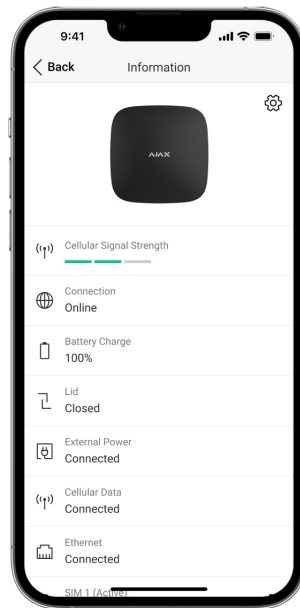 9:41
Back
Information
AJAX
Cellular Signal Strength
Connection
Online
Battery Charge
100%
Lid
Closed
External Power
Connected
Cellular Data
Connected
Ethernet
Connected
SIM 1 (Active)